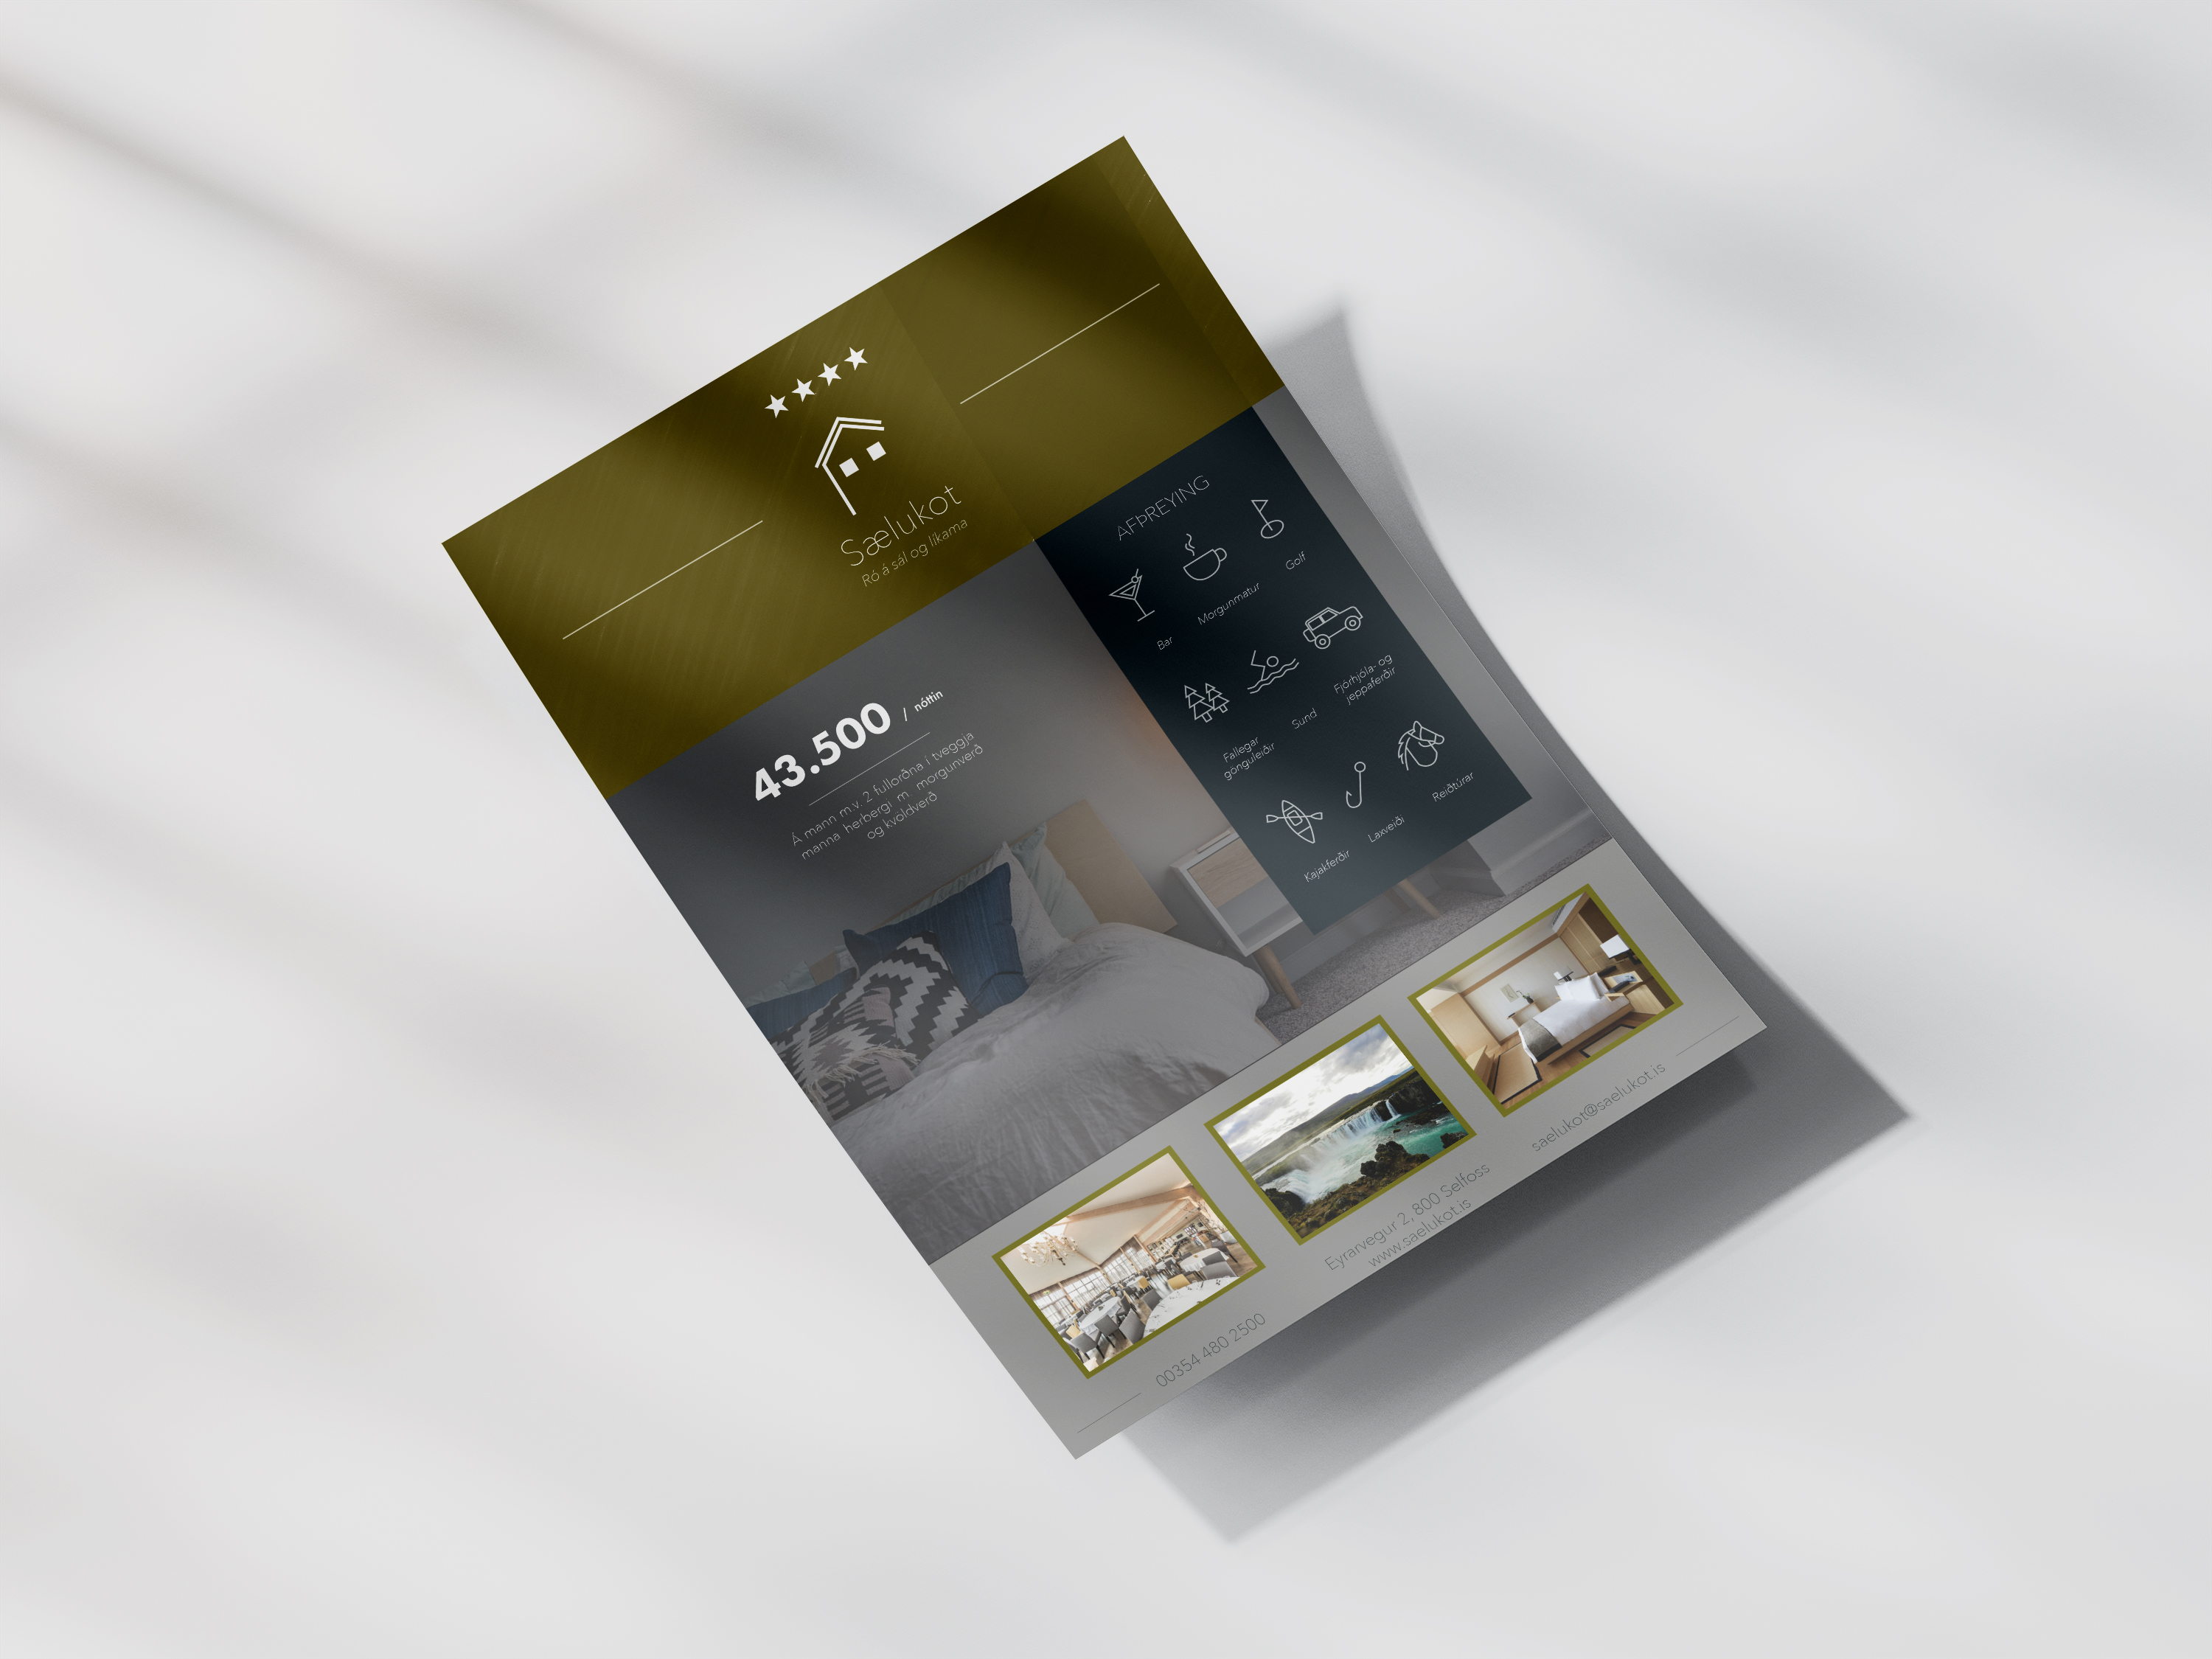 Sælukot
Ró á sál og líkama
43.500 / nóttin
Á mann m.v. 2 fullorðna í tveggja
manna herbergi m. morgunverð
og kvöldverð
AFÞREYING
Bar
Morgunmatur
Golf
Fallegar
gönguleiðir
Sund
Fjórhjóla- og
jeppaferðir
Kajakferðir
Laxveiði
Reiðtúrar
00354 480 2500
Eyrarvegur 2, 800 Selfoss
www.saelukot.is
saelukot@saelukot.is